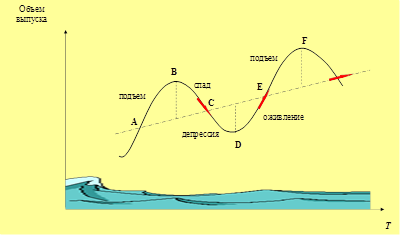 Объем
выпуска
F
подъем
B
спад
E
подъем
C
A
оживление
депрессия
D
T